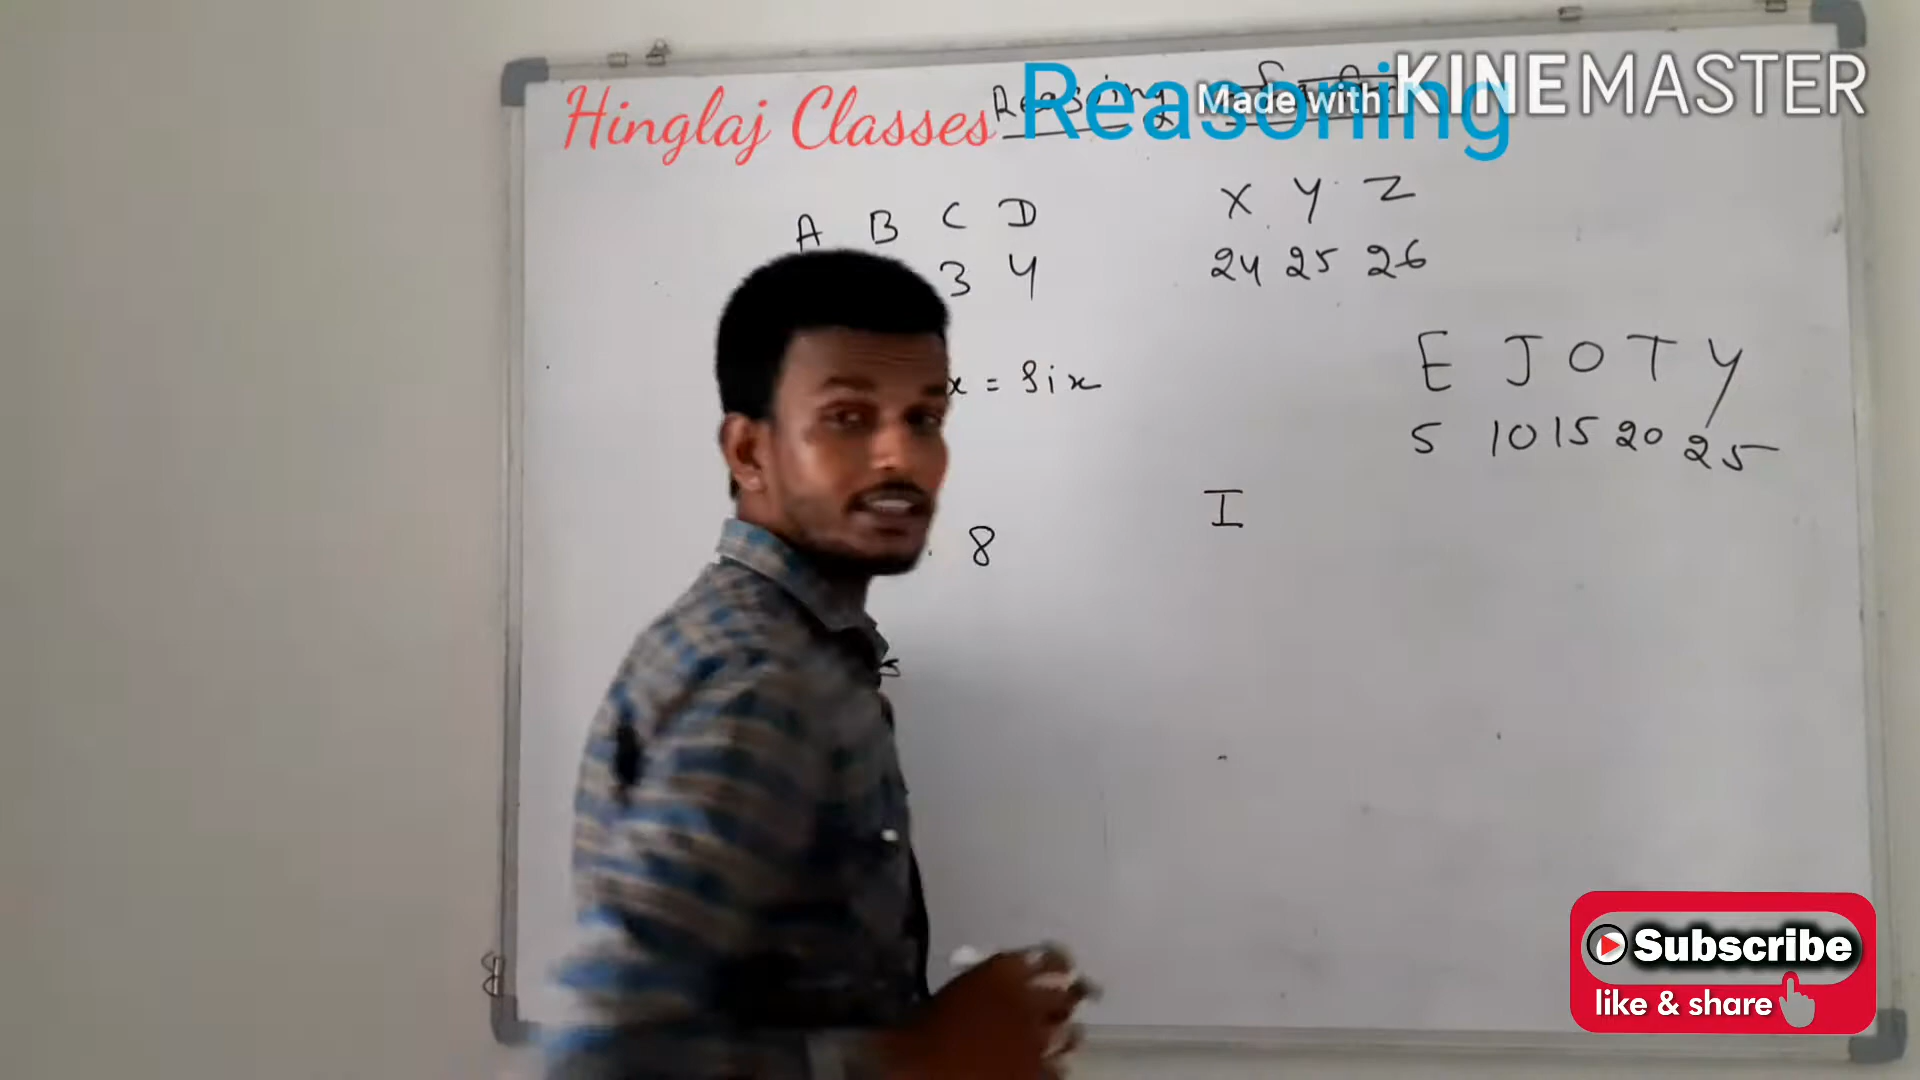 Hinglaj Classes Reasoning Made with KINEMASTER
Reasoning
A B C D X Y Z
3 4 24 25 26
E J O T Y
x = Six
5 10 15 20 25
I
8
Subscribe
like & share